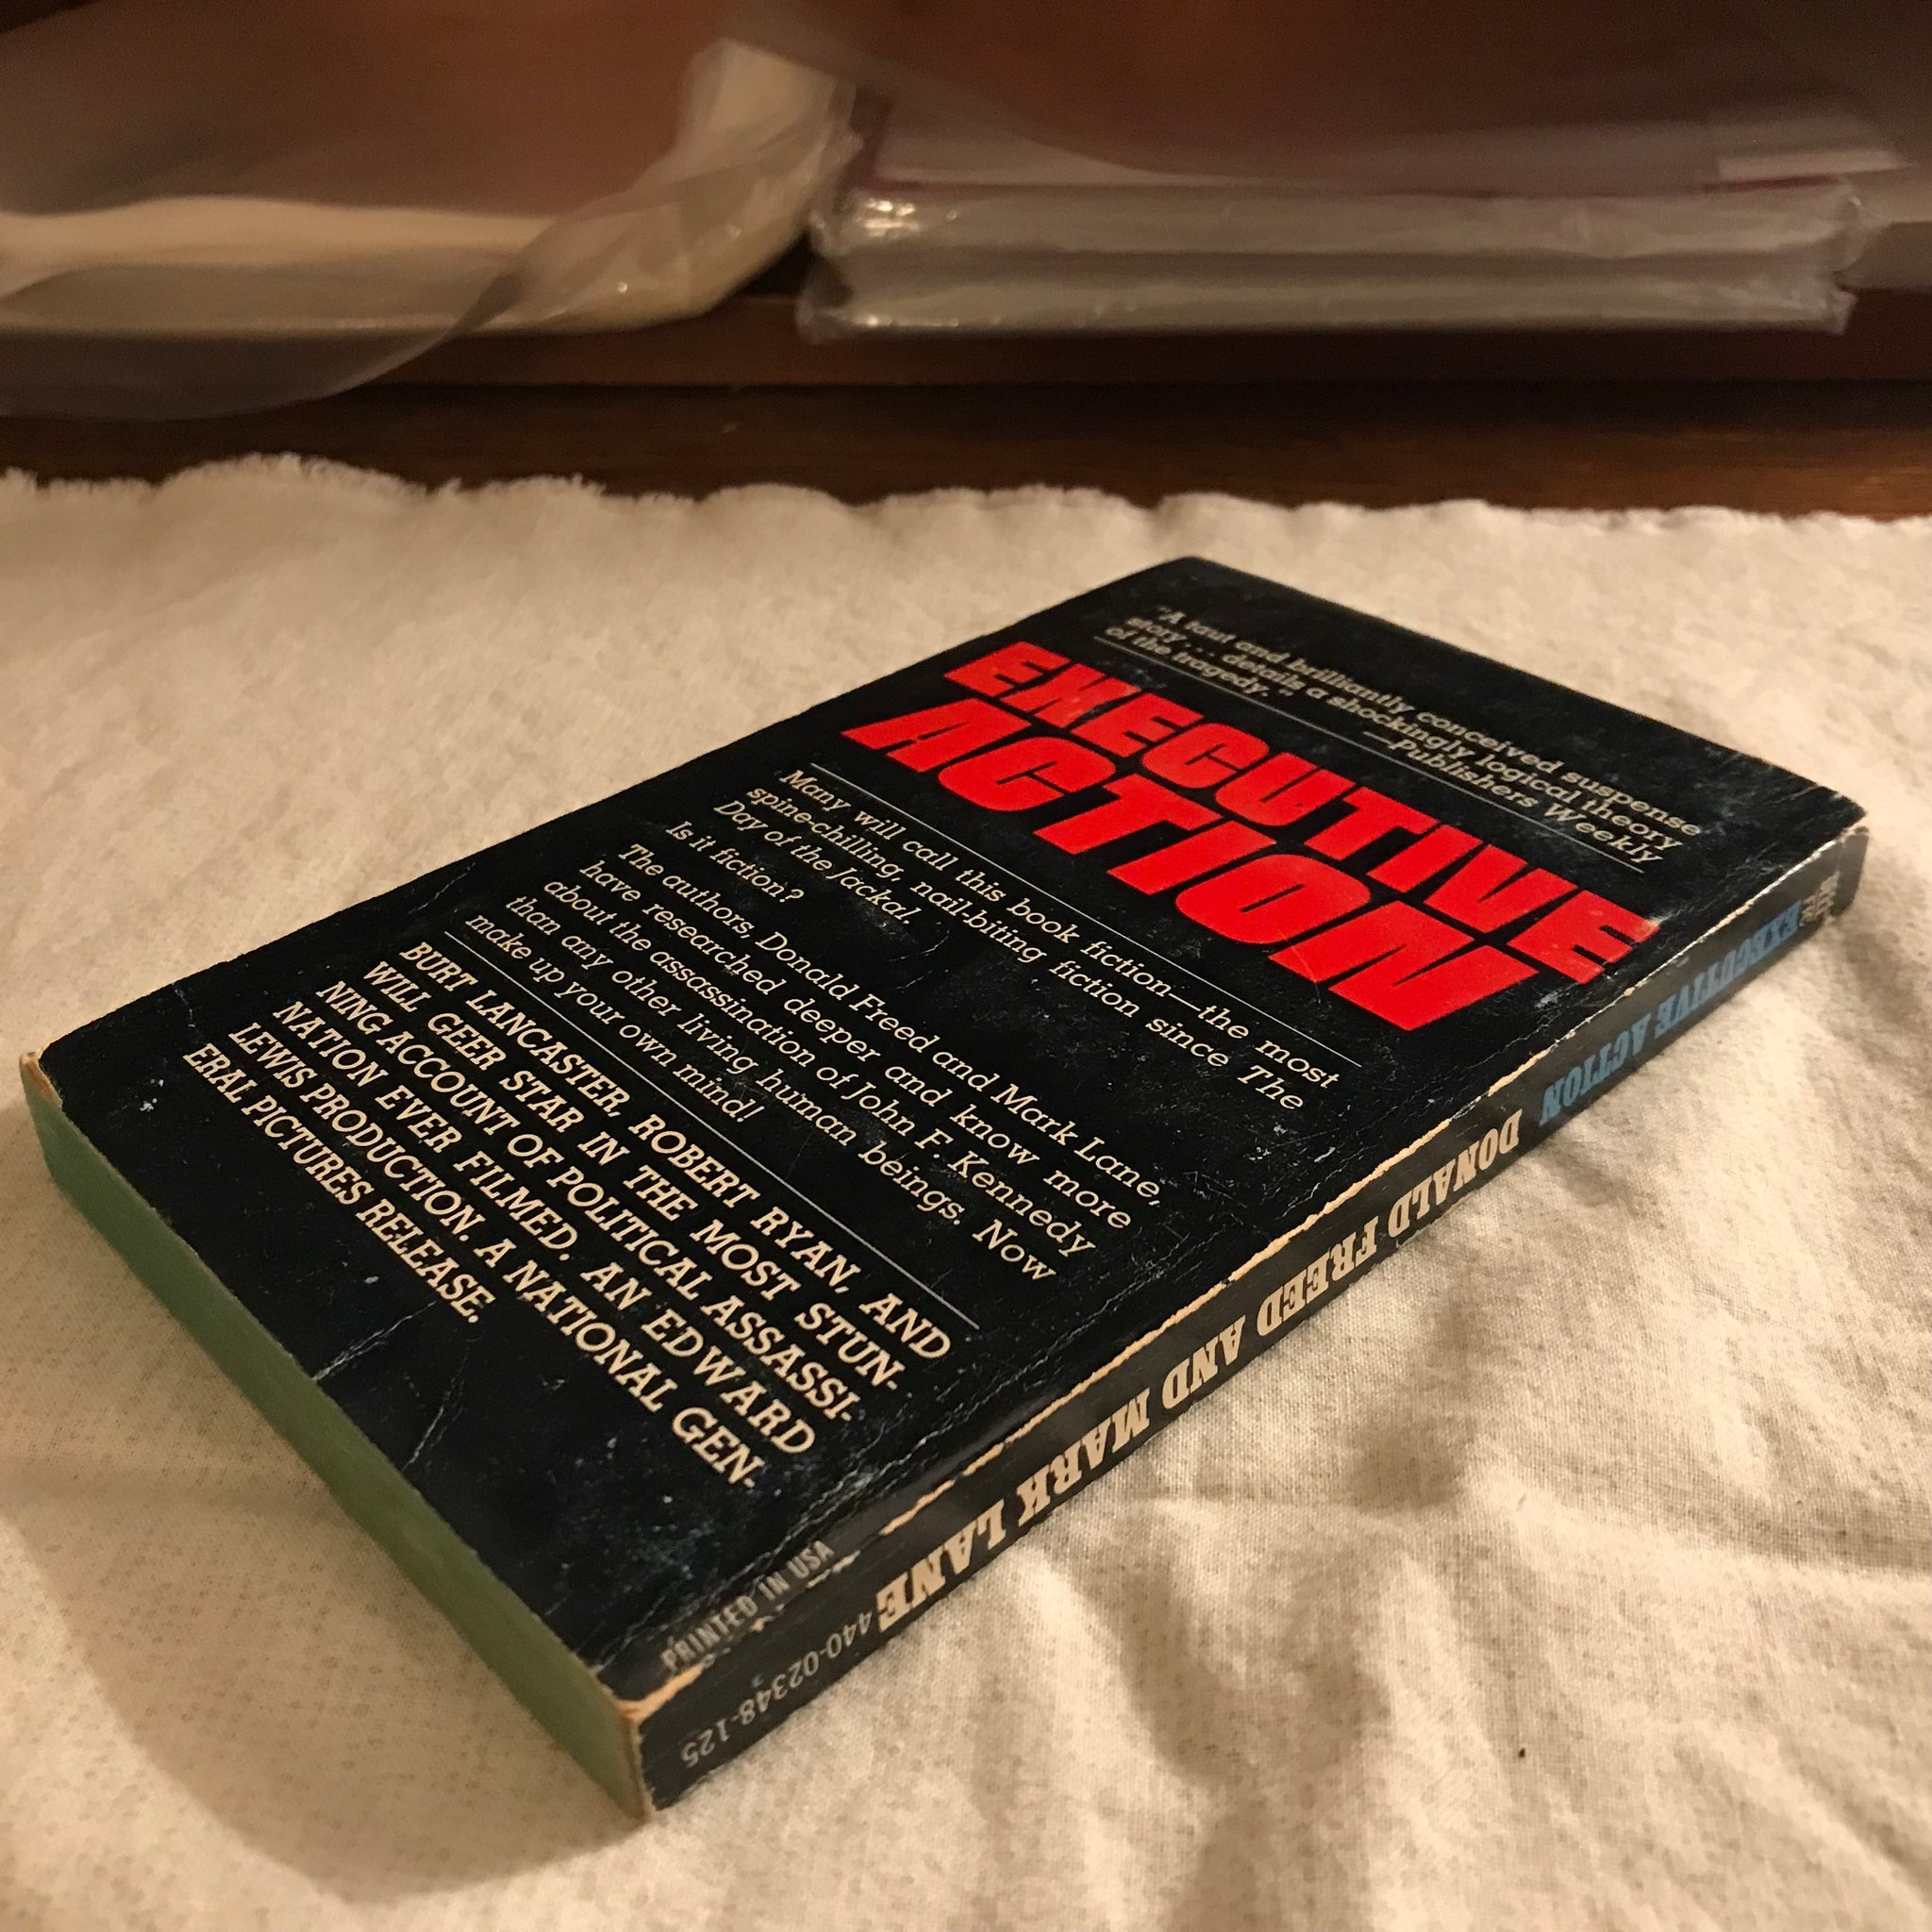 "A taut and brilliantly conceived suspense
story . . . details a shockingly logical theory
of the tragedy." —Publishers Weekly
EXECUTIVE
ACTION
Many will call this book fiction—the most
spine-chilling, nail-biting fiction since The
Day of the Jackal.
Is it fiction?
The authors, Donald Freed and Mark Lane,
have researched deeper and know more
about the assassination of John F. Kennedy
than any other living human beings. Now
make up your own mind!
BURT LANCASTER, ROBERT RYAN, AND
WILL GEER STAR IN THE MOST STUN-
NING ACCOUNT OF POLITICAL ASSASSI-
NATION EVER FILMED. AN EDWARD
LEWIS PRODUCTION. A NATIONAL GEN-
ERAL PICTURES RELEASE.
PRINTED IN USA
EXECUTIVE ACTION
DONALD FREED AND MARK LANE
440-02348-125